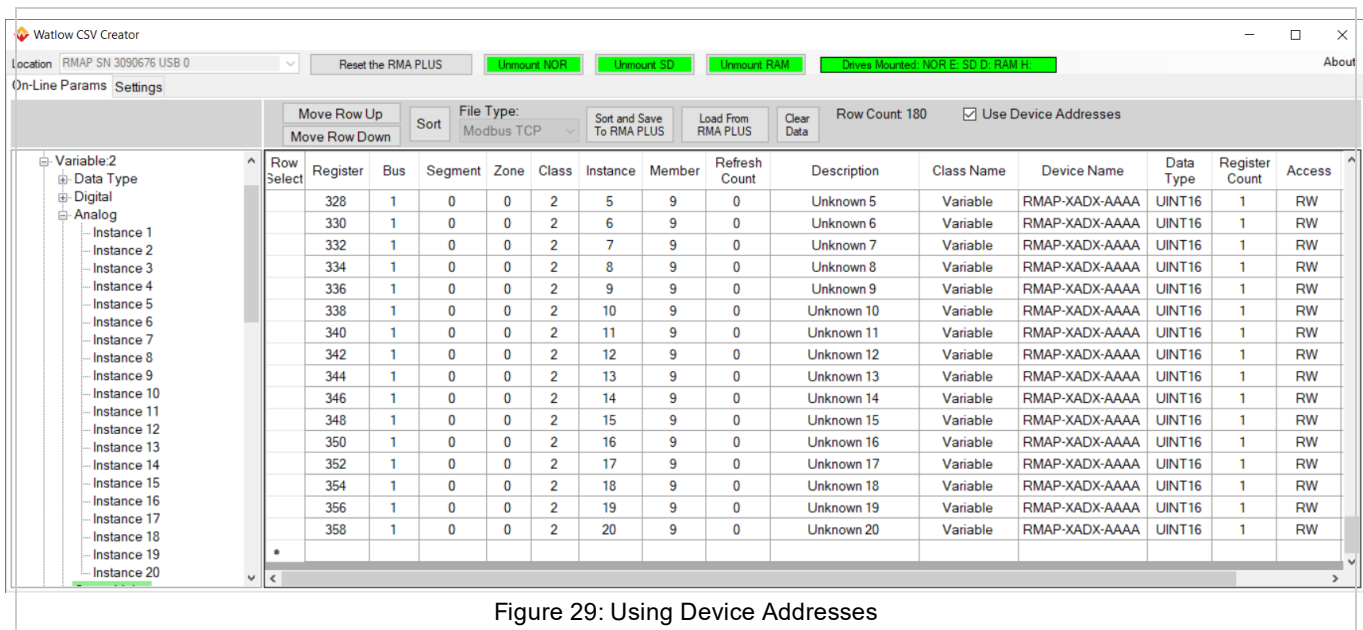 Watlow CSV Creator
Location RMAP SN 3090676 USB 0 Reset the RMA PLUS Unmount NOR Unmount SD Unmount RAM Drives Mounted: NOR E: SD D: RAM H: About
On-Line Params Settings
Move Row Up
Move Row Down
Sort
File Type:
Modbus TCP
Sort and Save
To RMA PLUS
Load From
RMA PLUS
Clear
Data
Row Count 180
Use Device Addresses
Variable:2
Data Type
Digital
Analog
Instance 1
Instance 2
Instance 3
Instance 4
Instance 5
Instance 6
Instance 7
Instance 8
Instance 9
Instance 10
Instance 11
Instance 12
Instance 13
Instance 14
Instance 15
Instance 16
Instance 17
Instance 18
Instance 19
Instance 20
Row Select Register Bus Segment Zone Class Instance Member Refresh Count Description Class Name Device Name Data Type Register Count Access
328 1 0 0 2 5 9 0 Unknown 5 Variable RMAP-XADX-AAAA UINT16 1 RW
330 1 0 0 2 6 9 0 Unknown 6 Variable RMAP-XADX-AAAA UINT16 1 RW
332 1 0 0 2 7 9 0 Unknown 7 Variable RMAP-XADX-AAAA UINT16 1 RW
334 1 0 0 2 8 9 0 Unknown 8 Variable RMAP-XADX-AAAA UINT16 1 RW
336 1 0 0 2 9 9 0 Unknown 9 Variable RMAP-XADX-AAAA UINT16 1 RW
338 1 0 0 2 10 9 0 Unknown 10 Variable RMAP-XADX-AAAA UINT16 1 RW
340 1 0 0 2 11 9 0 Unknown 11 Variable RMAP-XADX-AAAA UINT16 1 RW
342 1 0 0 2 12 9 0 Unknown 12 Variable RMAP-XADX-AAAA UINT16 1 RW
344 1 0 0 2 13 9 0 Unknown 13 Variable RMAP-XADX-AAAA UINT16 1 RW
346 1 0 0 2 14 9 0 Unknown 14 Variable RMAP-XADX-AAAA UINT16 1 RW
348 1 0 0 2 15 9 0 Unknown 15 Variable RMAP-XADX-AAAA UINT16 1 RW
350 1 0 0 2 16 9 0 Unknown 16 Variable RMAP-XADX-AAAA UINT16 1 RW
352 1 0 0 2 17 9 0 Unknown 17 Variable RMAP-XADX-AAAA UINT16 1 RW
354 1 0 0 2 18 9 0 Unknown 18 Variable RMAP-XADX-AAAA UINT16 1 RW
356 1 0 0 2 19 9 0 Unknown 19 Variable RMAP-XADX-AAAA UINT16 1 RW
358 1 0 0 2 20 9 0 Unknown 20 Variable RMAP-XADX-AAAA UINT16 1 RW
Figure 29: Using Device Addresses